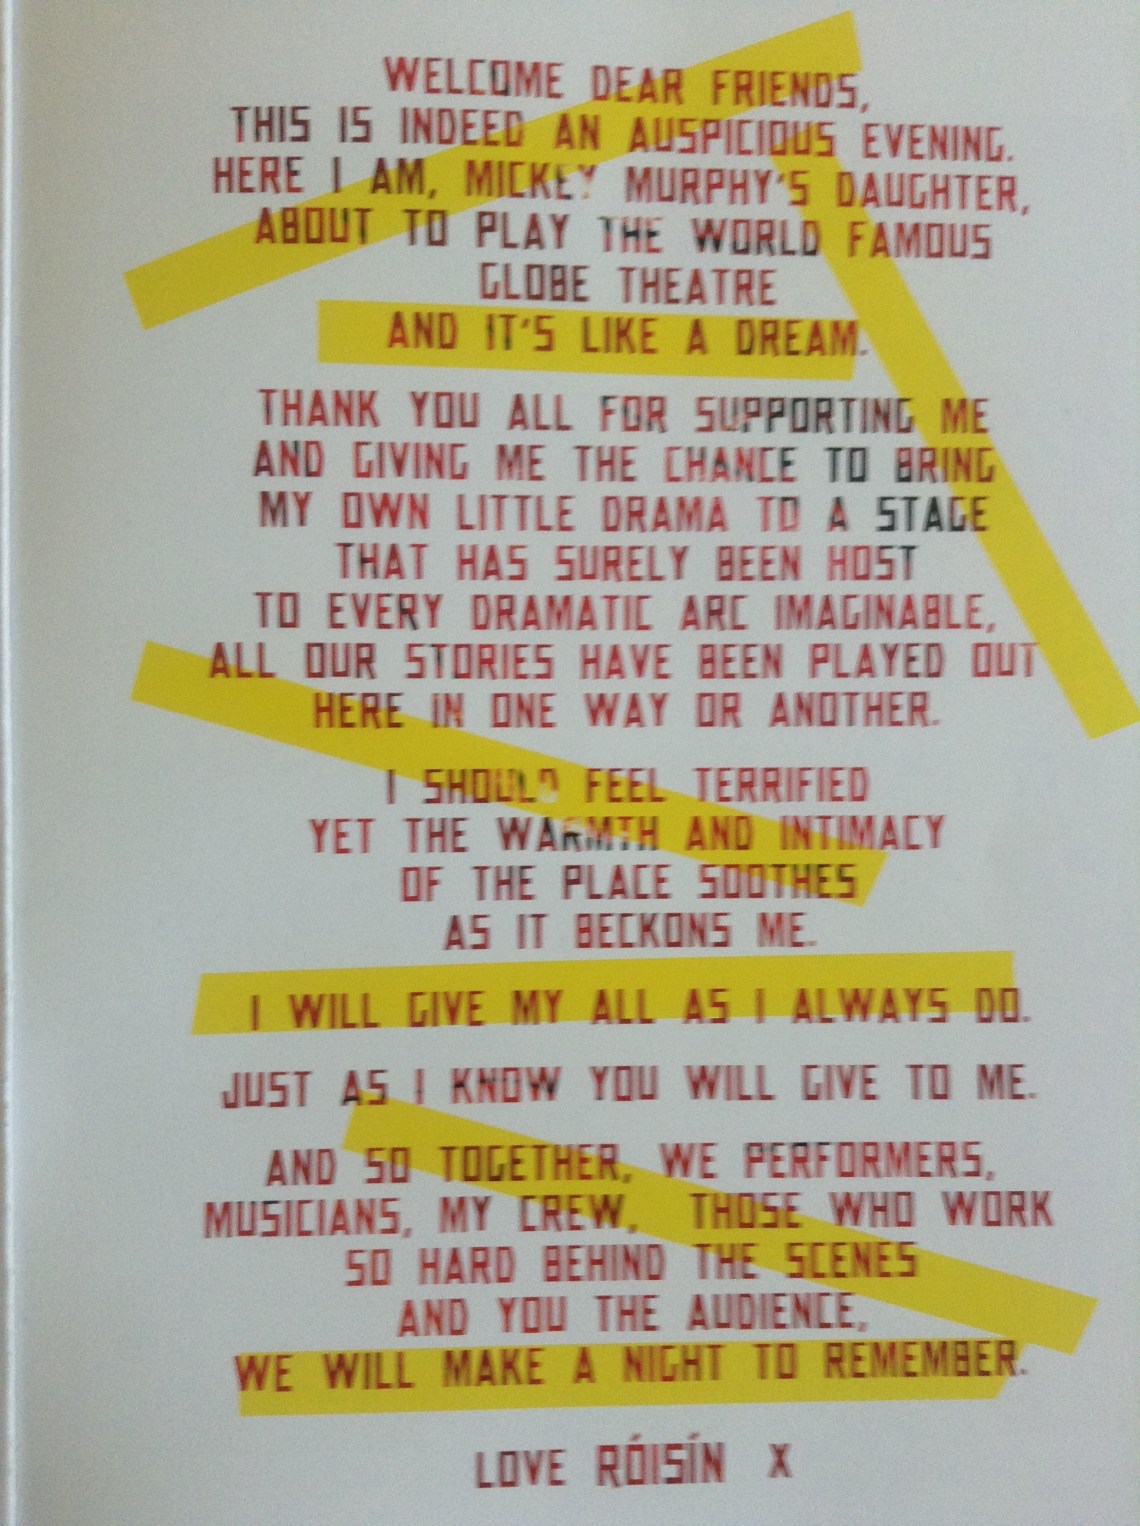 WELCOME DEAR FRIENDS,
THIS IS INDEED AN AUSPICIOUS EVENING.
HERE I AM, MICKEY MURPHY'S DAUGHTER,
ABOUT TO PLAY THE WORLD FAMOUS
GLOBE THEATRE
AND IT'S LIKE A DREAM.
THANK YOU ALL FOR SUPPORTING ME
AND GIVING ME THE CHANCE TO BRING
MY OWN LITTLE DRAMA TO A STAGE
THAT HAS SURELY BEEN HOST
TO EVERY DRAMATIC ARC IMAGINABLE,
ALL OUR STORIES HAVE BEEN PLAYED OUT
HERE IN ONE WAY OR ANOTHER.
I SHOULD FEEL TERRIFIED
YET THE WARMTH AND INTIMACY
OF THE PLACE SOOTHES
AS IT BECKONS ME.
I WILL GIVE MY ALL AS I ALWAYS DO.
JUST AS I KNOW YOU WILL GIVE TO ME.
AND SO TOGETHER, WE PERFORMERS,
MUSICIANS, MY CREW, THOSE WHO WORK
SO HARD BEHIND THE SCENES
AND YOU THE AUDIENCE,
WE WILL MAKE A NIGHT TO REMEMBER.
LOVE RÓISÍN X